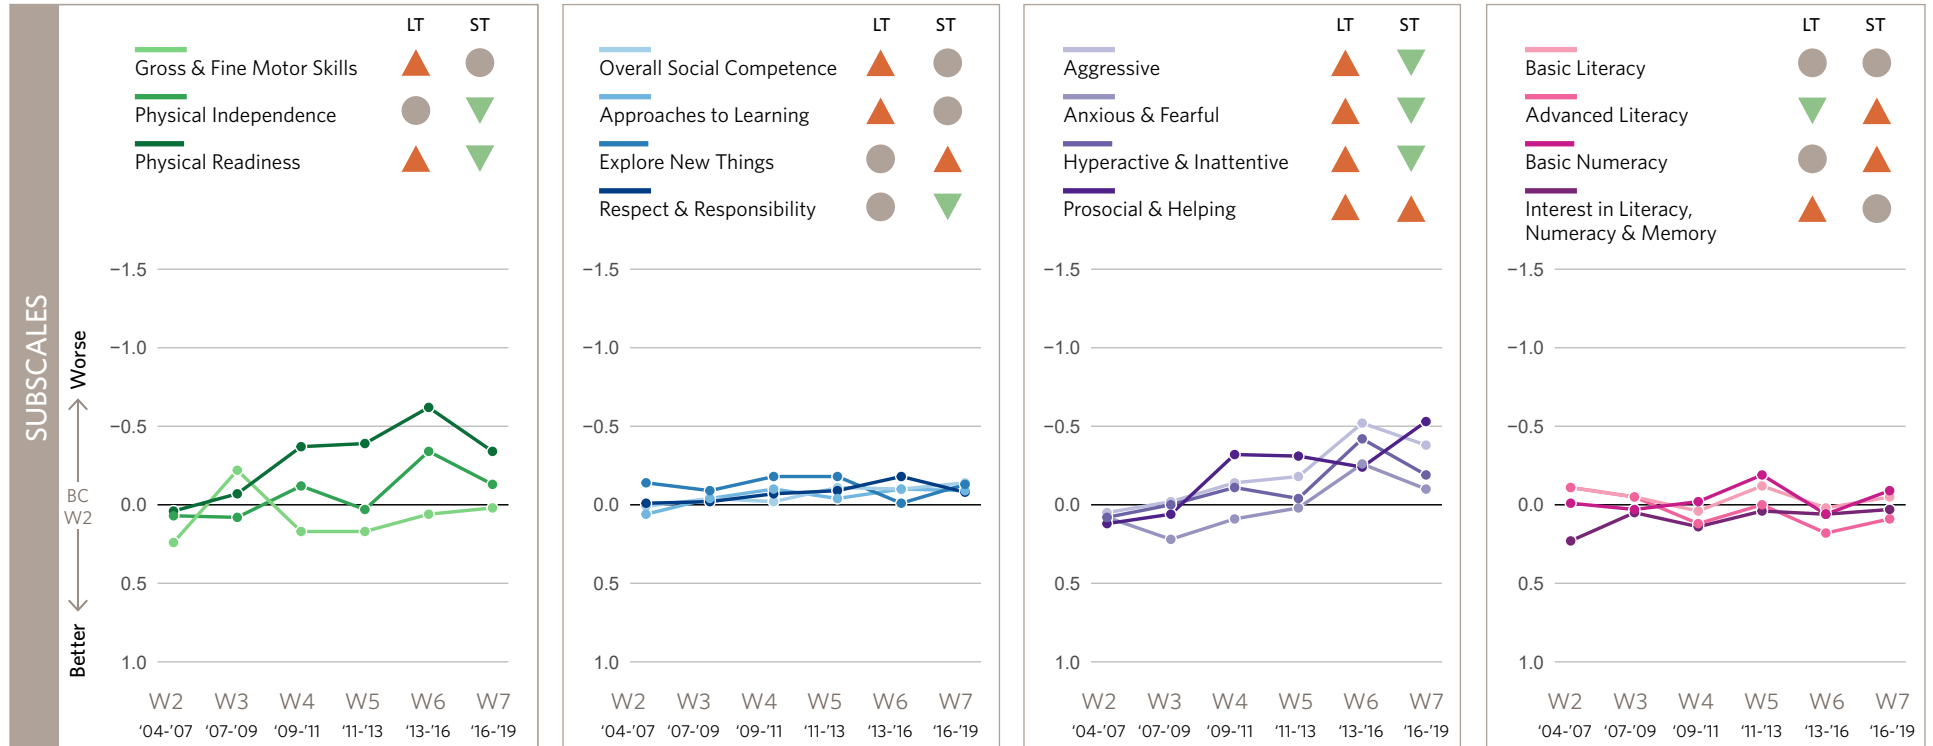 SUBSCALES
Worse
BC
W2
Better
LT ST
Gross & Fine Motor Skills
Physical Independence
Physical Readiness
−1.5
−1.0
−0.5
0.0
0.5
1.0
W2 W3 W4 W5 W6 W7
‘04-’07 ‘07-’09 ‘09-’11 ‘11-’13 ‘13-’16 ‘16-’19
LT ST
Overall Social Competence
Approaches to Learning
Explore New Things
Respect & Responsibility
−1.5
−1.0
−0.5
0.0
0.5
1.0
W2 W3 W4 W5 W6 W7
‘04-’07 ‘07-’09 ‘09-’11 ‘11-’13 ‘13-’16 ‘16-’19
LT ST
Aggressive
Anxious & Fearful
Hyperactive & Inattentive
Prosocial & Helping
−1.5
−1.0
−0.5
0.0
0.5
1.0
W2 W3 W4 W5 W6 W7
‘04-’07 ‘07-’09 ‘09-’11 ‘11-’13 ‘13-’16 ‘16-’19
LT ST
Basic Literacy
Advanced Literacy
Basic Numeracy
Interest in Literacy,
Numeracy & Memory
−1.5
−1.0
−0.5
0.0
0.5
1.0
W2 W3 W4 W5 W6 W7
‘04-’07 ‘07-’09 ‘09-’11 ‘11-’13 ‘13-’16 ‘16-’19